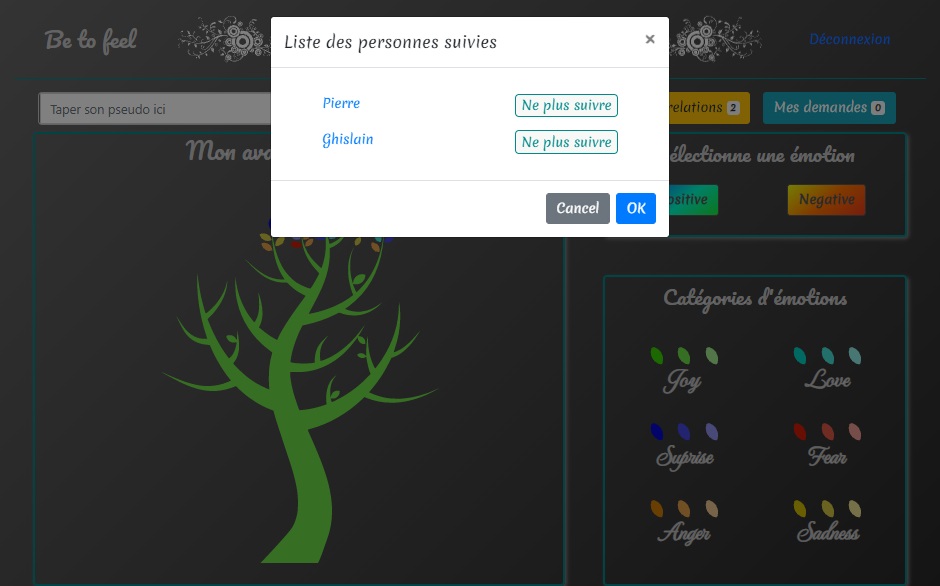 Be to feel
Liste des personnes suivies
×
Déconnexion
Taper son pseudo ici
relations 2
Mes demandes 0
Pierre
Ne plus suivre
Ghislain
Ne plus suivre
Cancel
OK
Mon ava
électionne une émotion
ositive
Negative
Catégories d'émotions
Joy
Love
Suprise
Fear
Anger
Sadness